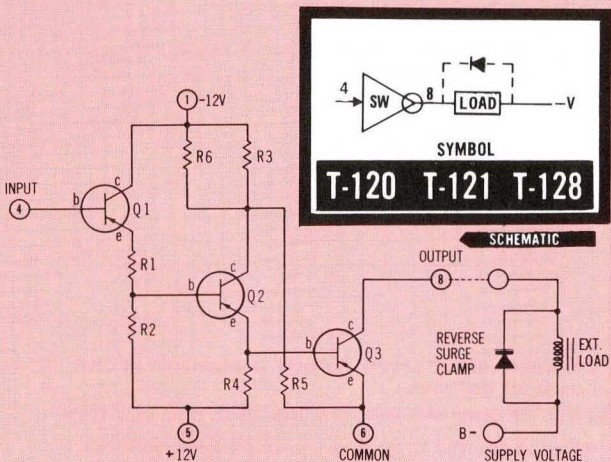 4
SW
8
LOAD
-V
SYMBOL
T-120 T-121 T-128
SCHEMATIC
1 -12V
R6
R3
INPUT
4
b
c
Q1
e
R1
b
c
Q2
e
R2
R4
R5
b
c
Q3
e
5
+12V
6
COMMON
OUTPUT
8
REVERSE
SURGE
CLAMP
EXT.
LOAD
B-
SUPPLY VOLTAGE